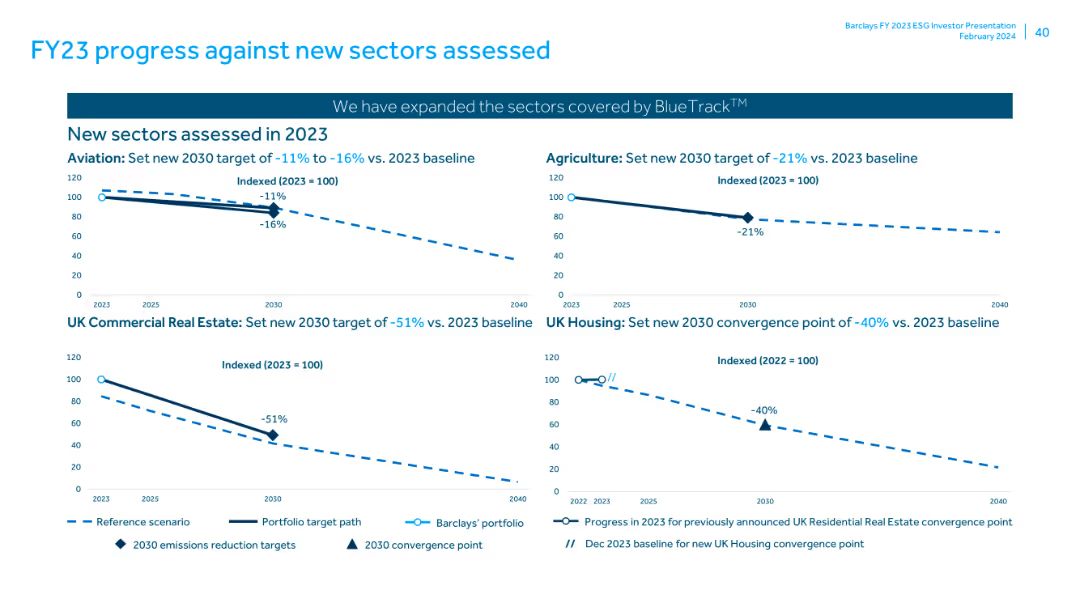 Barclays FY 2023 ESG Investor Presentation
February 2024
40
FY23 progress against new sectors assessed
We have expanded the sectors covered by BlueTrack™
New sectors assessed in 2023
Aviation: Set new 2030 target of -11% to -16% vs. 2023 baseline
Indexed (2023 = 100)
120
100
80
60
40
20
0
-11%
-16%
2023 2025 2030 2040
Agriculture: Set new 2030 target of -21% vs. 2023 baseline
Indexed (2023 = 100)
120
100
80
60
40
20
0
-21%
2023 2025 2030 2040
UK Commercial Real Estate: Set new 2030 target of -51% vs. 2023 baseline
Indexed (2023 = 100)
120
100
80
60
40
20
0
-51%
2023 2025 2030 2040
UK Housing: Set new 2030 convergence point of -40% vs. 2023 baseline
Indexed (2022 = 100)
120
100
80
60
40
20
0
//
-40%
2022 2023 2025 2030 2040
Reference scenario
Portfolio target path
Barclays' portfolio
Progress in 2023 for previously announced UK Residential Real Estate convergence point
2030 emissions reduction targets
2030 convergence point
// Dec 2023 baseline for new UK Housing convergence point